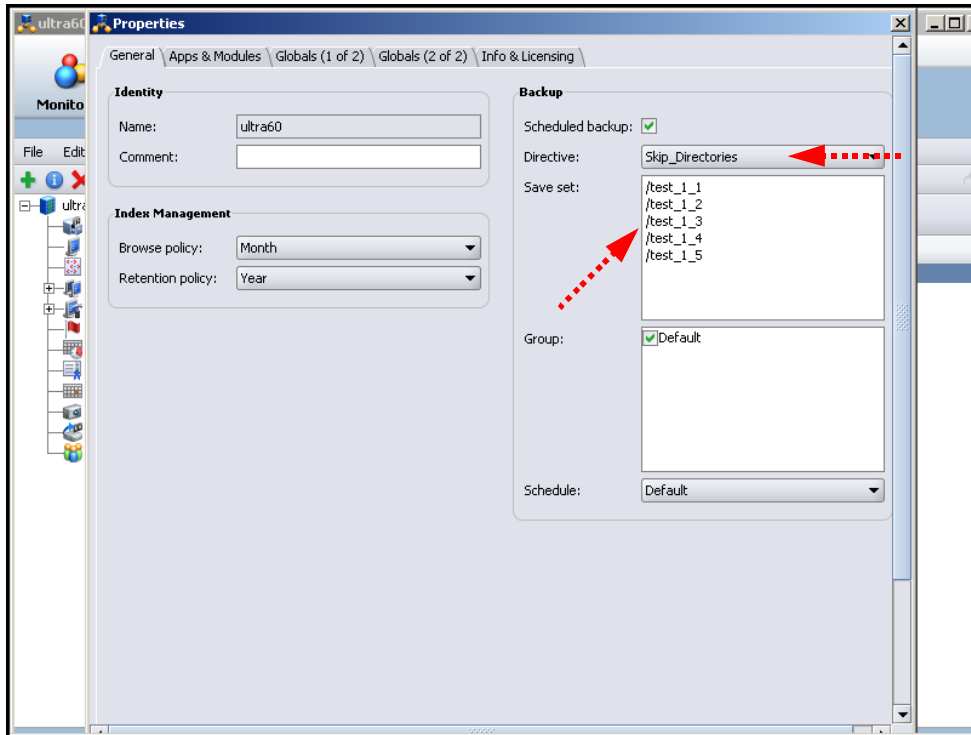 ultra60
Properties
General
Apps & Modules
Globals (1 of 2)
Globals (2 of 2)
Info & Licensing
Monito
File
Edit
ultra
Identity
Name:
ultra60
Comment:
Index Management
Browse policy:
Month
Retention policy:
Year
Backup
Scheduled backup:
Directive:
Skip_Directories
Save set:
/test_1_1
/test_1_2
/test_1_3
/test_1_4
/test_1_5
Group:
Default
Schedule:
Default